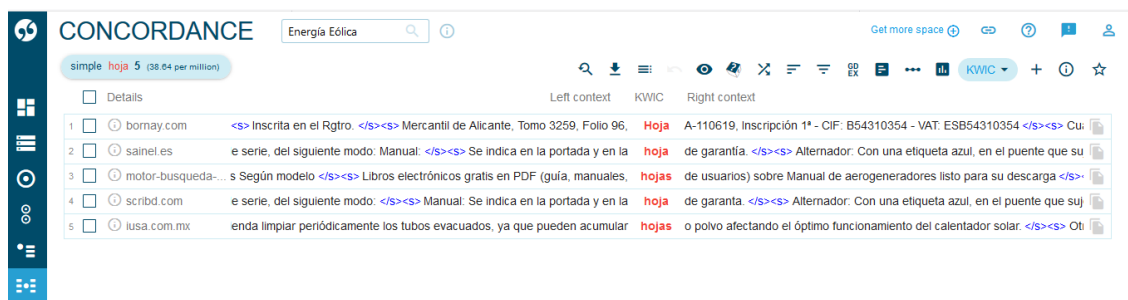 CONCORDANCE Energía Eólica Get more space
simple hoja 5 (38.64 per million) GD EX KWIC
Details Left context KWIC Right context
1 bornay.com <s> Inscrita en el Rgtro. </s><s> Mercantil de Alicante, Tomo 3259, Folio 96, Hoja A-110619, Inscripción 1ª - CIF: B54310354 - VAT: ESB54310354 </s><s>
2 sainel.es e serie, del siguiente modo: Manual: </s><s> Se indica en la portada y en la hoja de garantía. </s><s> Alternador: Con una etiqueta azul, en el puente que su
3 motor-busqueda-... s Según modelo </s><s> Libros electrónicos gratis en PDF (guía, manuales, hojas de usuarios) sobre Manual de aerogeneradores listo para su descarga </s>
4 scribd.com e serie, del siguiente modo: </s><s> Manual: Se indica en la portada y en la hoja de garanta. </s><s> Alternador: Con una etiqueta azul, en el puente que suj
5 iusa.com.mx enda limpiar periódicamente los tubos evacuados, ya que pueden acumular hojas o polvo afectando el óptimo funcionamiento del calentador solar. </s><s>